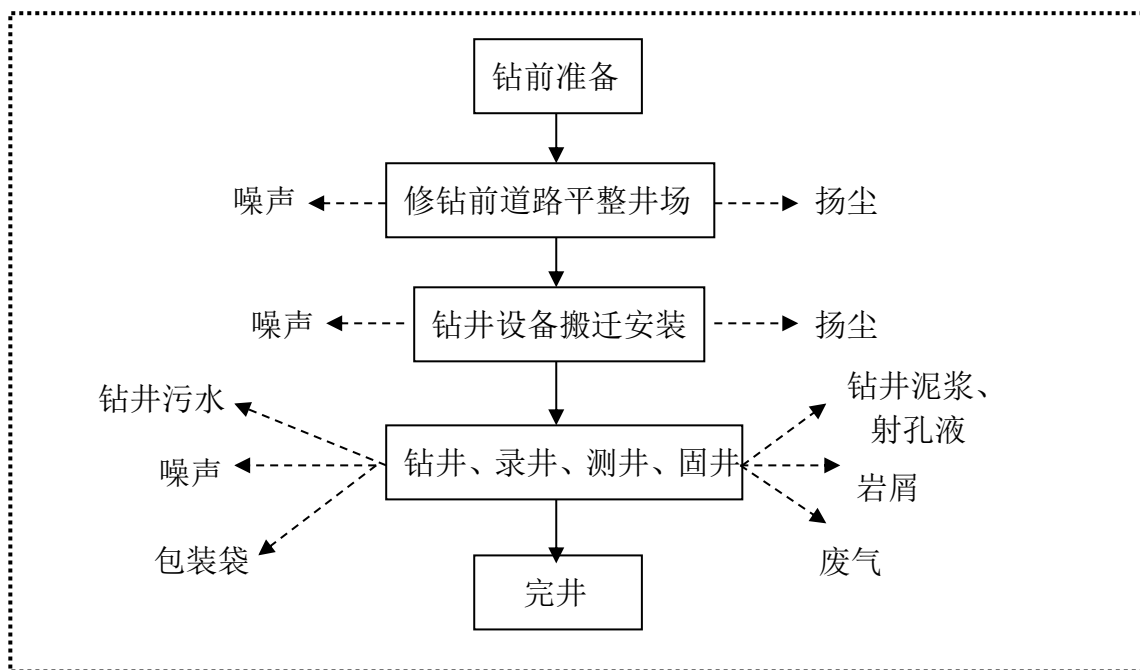 钻前准备
噪声
修钻前道路平整井场
扬尘
噪声
钻井设备搬迁安装
扬尘
钻井污水
钻井泥浆、
射孔液
噪声
钻井、录井、测井、固井
岩屑
包装袋
废气
完井